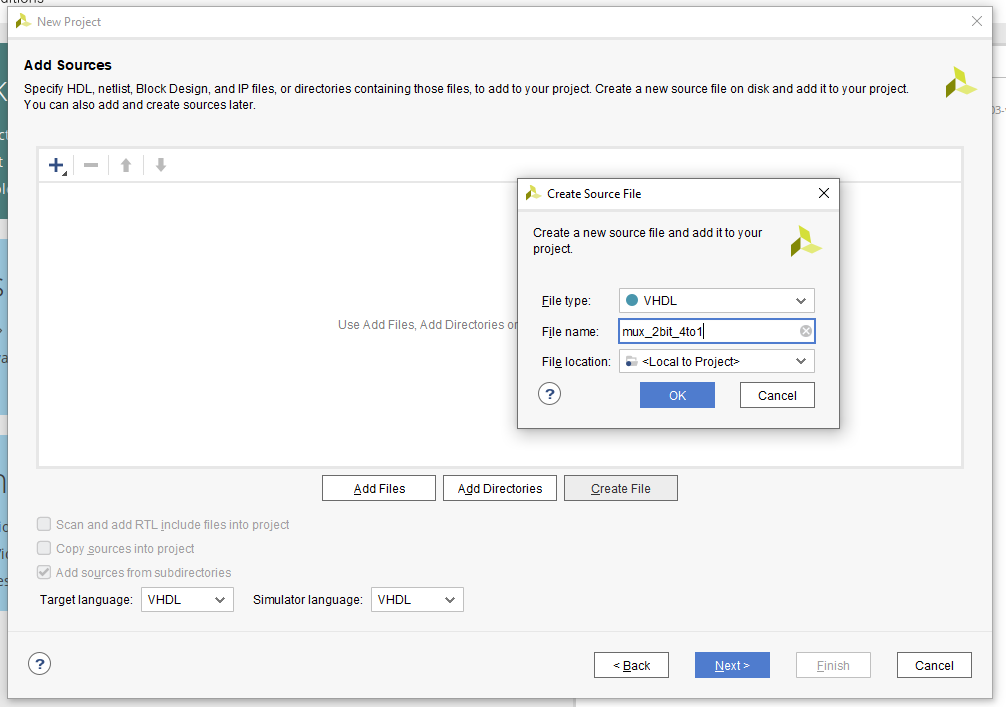 New Project
Add Sources
Specify HDL, netlist, Block Design, and IP files, or directories containing those files, to add to your project. Create a new source file on disk and add it to your project.
You can also add and create sources later.
Use Add Files, Add Directories or
Create Source File
Create a new source file and add it to your
project.
File type: VHDL
File name: mux_2bit_4to1
File location: <Local to Project>
? OK Cancel
Add Files Add Directories Create File
Scan and add RTL include files into project
Copy sources into project
Add sources from subdirectories
Target language: VHDL Simulator language: VHDL
? < Back Next > Finish Cancel